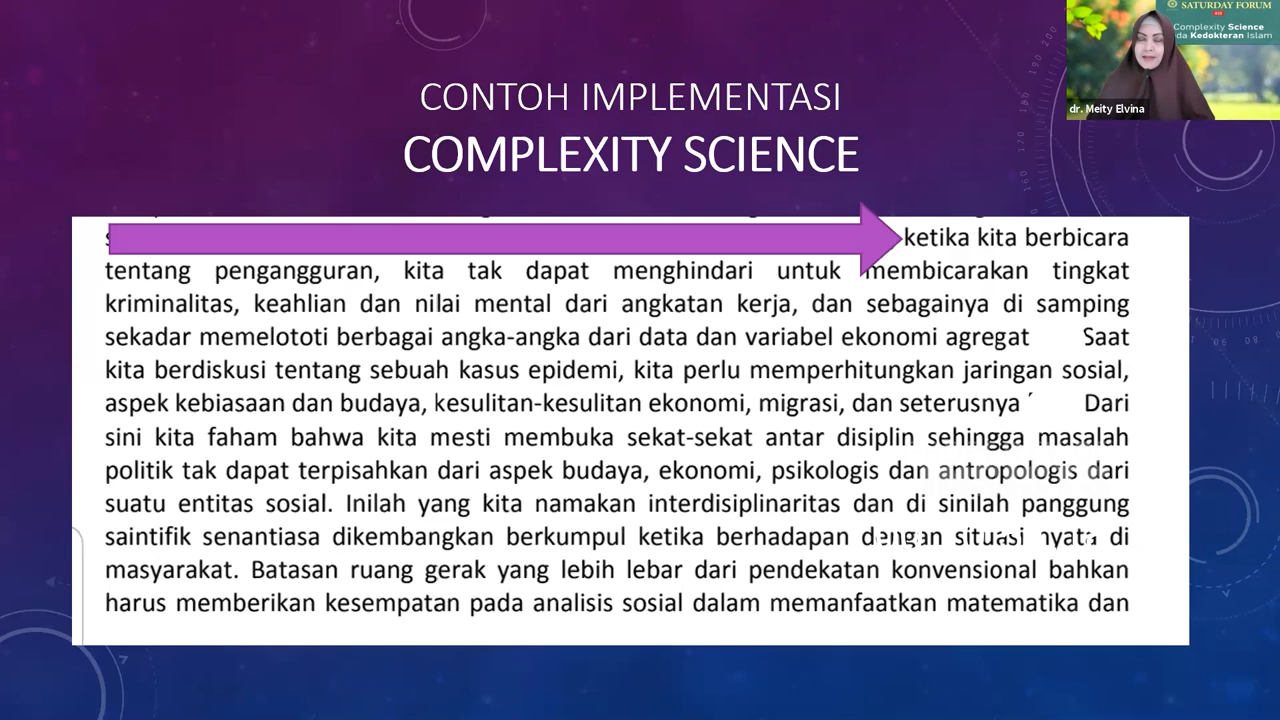 SATURDAY FORUM
Complexity Science
da Kedokteran Islam
dr. Meity Elvina
CONTOH IMPLEMENTASI
COMPLEXITY SCIENCE
ketika kita berbicara
tentang pengangguran, kita tak dapat menghindari untuk membicarakan tingkat
kriminalitas, keahlian dan nilai mental dari angkatan kerja, dan sebagainya di samping
sekadar memelototi berbagai angka-angka dari data dan variabel ekonomi agregat Saat
kita berdiskusi tentang sebuah kasus epidemi, kita perlu memperhitungkan jaringan sosial,
aspek kebiasaan dan budaya, kesulitan-kesulitan ekonomi, migrasi, dan seterusnya Dari
sini kita faham bahwa kita mesti membuka sekat-sekat antar disiplin sehingga masalah
politik tak dapat terpisahkan dari aspek budaya, ekonomi, psikologis dan antropologis dari
suatu entitas sosial. Inilah yang kita namakan interdisiplinaritas dan di sinilah panggung
saintifik senantiasa dikembangkan berkumpul ketika berhadapan dengan situasi nyata di
masyarakat. Batasan ruang gerak yang lebih lebar dari pendekatan konvensional bahkan
harus memberikan kesempatan pada analisis sosial dalam memanfaatkan matematika dan